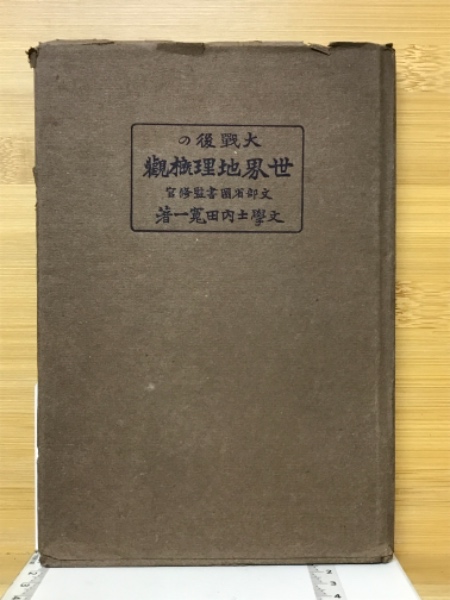 大戰後の
世界地理概觀
文部省圖書監修官
文學士内田寬一著